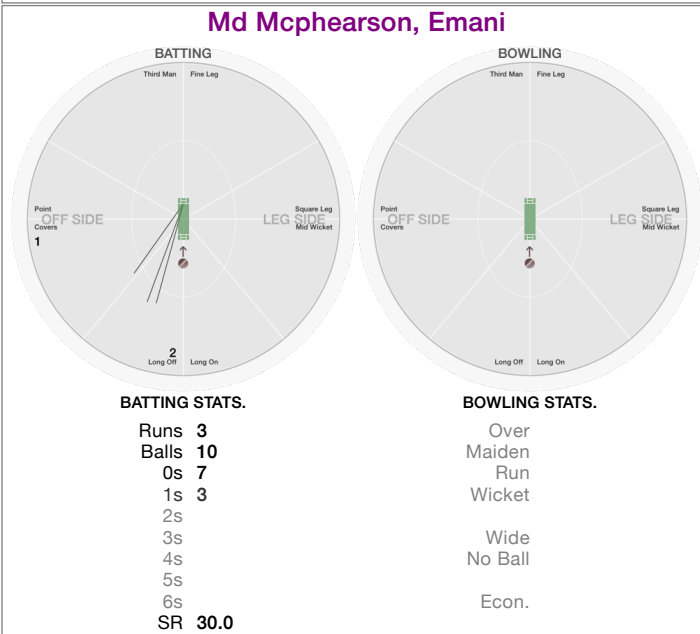 Md Mcphearson, Emani
BATTING
Third Man Fine Leg
Point
OFF SIDE
Covers
1
Square Leg
LEG SIDE
Mid Wicket
2
Long Off Long On
BOWLING
Third Man Fine Leg
Point
OFF SIDE
Covers
Square Leg
LEG SIDE
Mid Wicket
Long Off Long On
BATTING STATS.
Runs 3
Balls 10
0s 7
1s 3
2s
3s
4s
5s
6s
SR 30.0
BOWLING STATS.
Over
Maiden
Run
Wicket
Wide
No Ball
Econ.